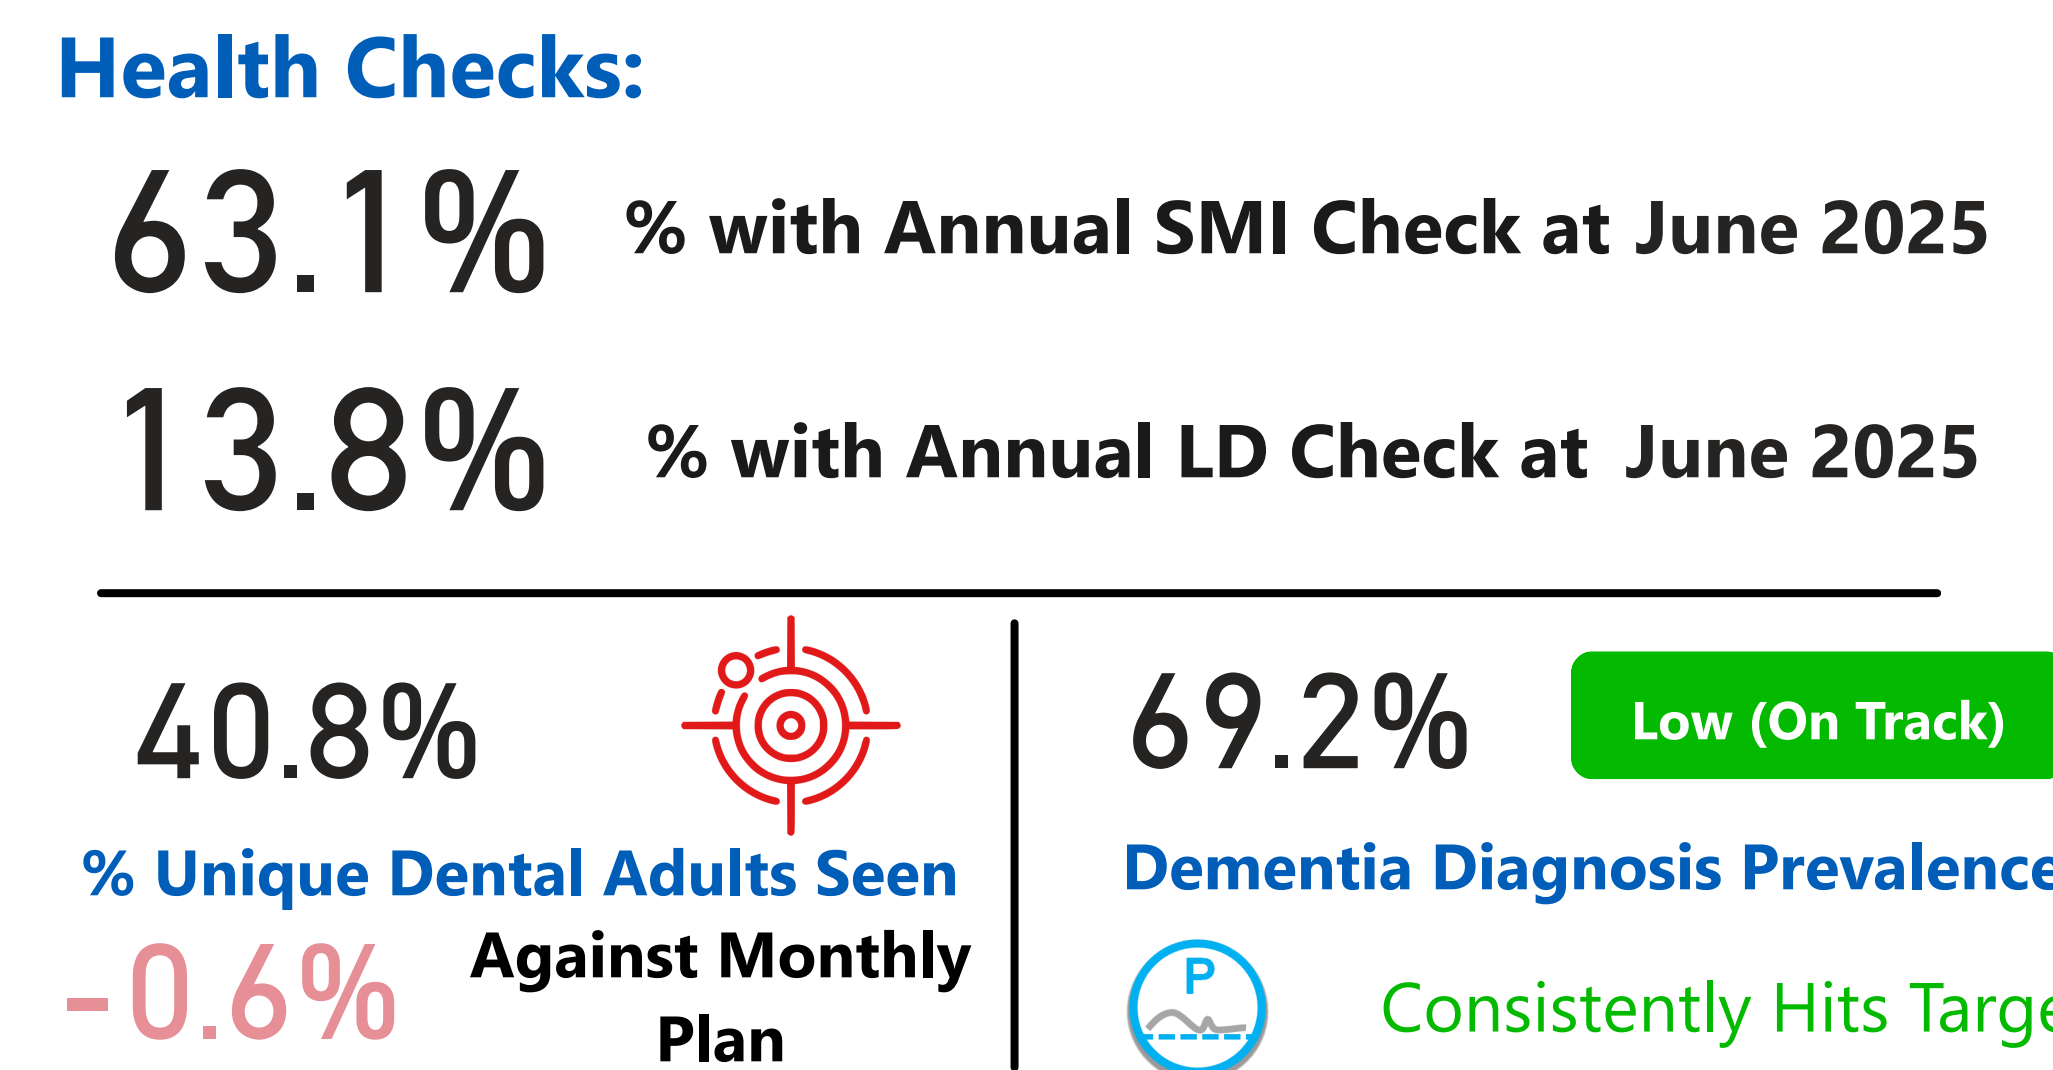 Health Checks:
63.1%
% with Annual SMI Check at June 2025
13.8%
% with Annual LD Check at June 2025
40.8%
% Unique Dental Adults Seen
-0.6%
Against Monthly
Plan
69.2%
Low (On Track)
Dementia Diagnosis Prevalence
P
Consistently Hits